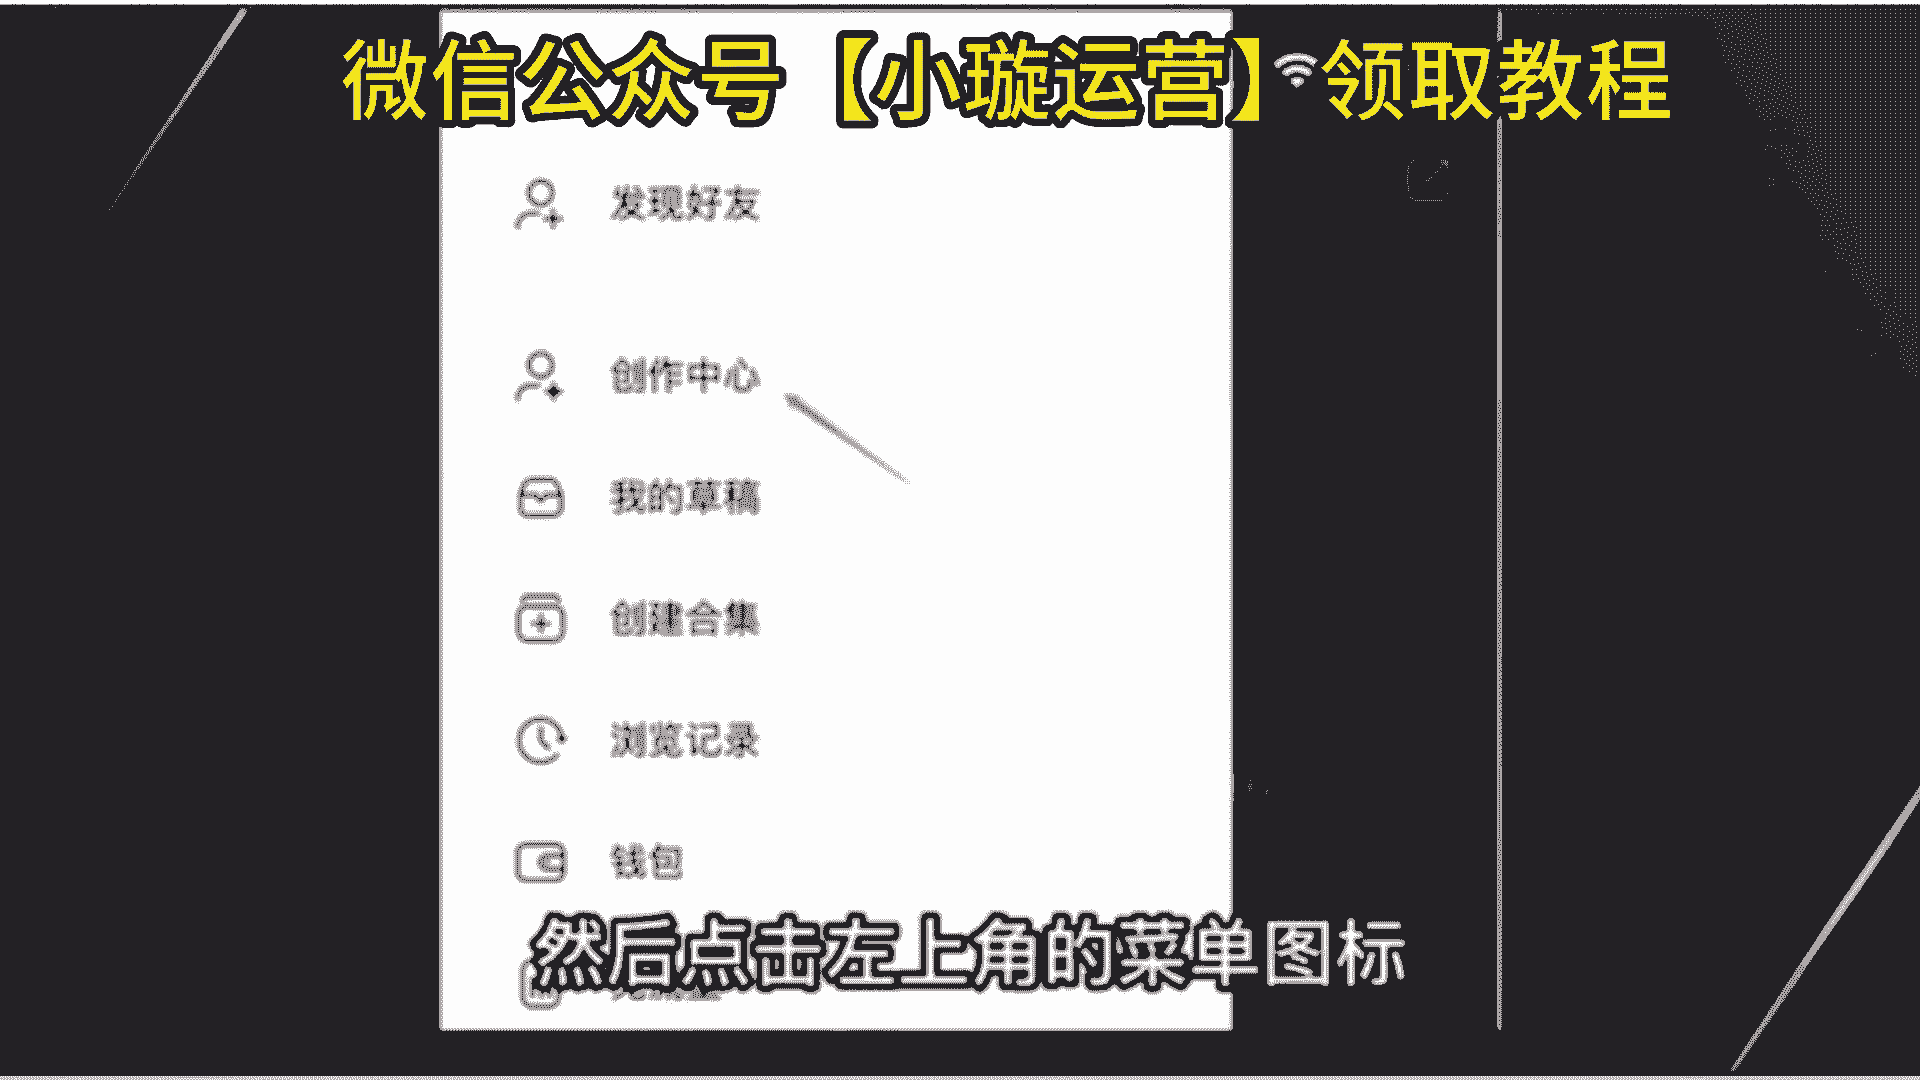 微信公众号【小璇运营】领取教程
发现好友
创作中心
我的草稿
创建合集
浏览记录
钱包
然后点击左上角的菜单图标